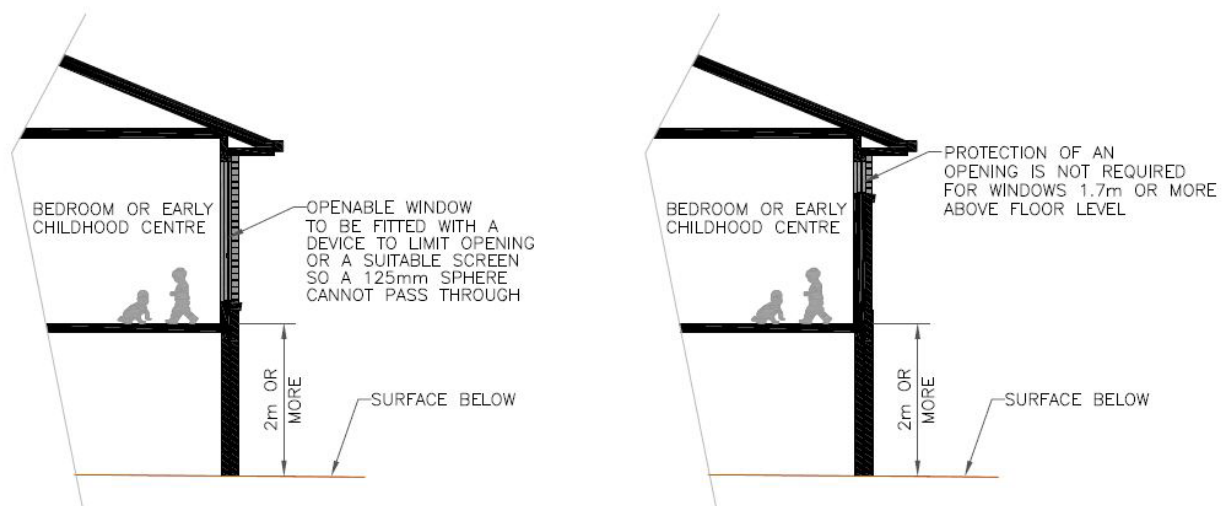 BEDROOM OR EARLY
CHILDHOOD CENTRE
OPENABLE WINDOW
TO BE FITTED WITH A
DEVICE TO LIMIT OPENING
OR A SUITABLE SCREEN
SO A 125mm SPHERE
CANNOT PASS THROUGH
2m OR
MORE
SURFACE BELOW
PROTECTION OF AN
OPENING IS NOT REQUIRED
FOR WINDOWS 1.7m OR MORE
ABOVE FLOOR LEVEL
BEDROOM OR EARLY
CHILDHOOD CENTRE
2m OR
MORE
SURFACE BELOW